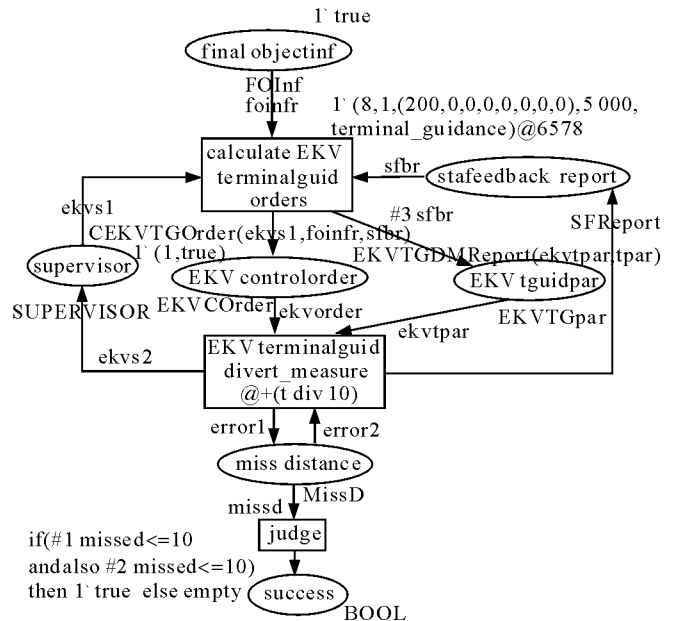 1`true
final objectinf
FOInf
foinfr
1`(8,1,(200,0,0,0,0,0,0,0),5 000,
terminal_guidance)@6578
calculate EKV
terminalguid
orders
sfbr
stafeedback report
ekvs1
#3 sfbr
SFReport
CEKVTGOrder(ekvs1,foinfr,sfbr)
1`(1,true)
EKVTGDMReport(ekvtpar,tpar)
supervisor
EKV controlorder
EKV tguidpar
SUPERVISOR
EKVCOrder
ekvorder
EKVTGpar
ekvtpar
ekvs2
EKV terminalguid
divert_measure
@+(t div 10)
error1
error2
miss distance
MissD
missd
judge
if(#1 missed<=10
andalso #2 missed<=10)
then 1`true else empty
success
BOOL